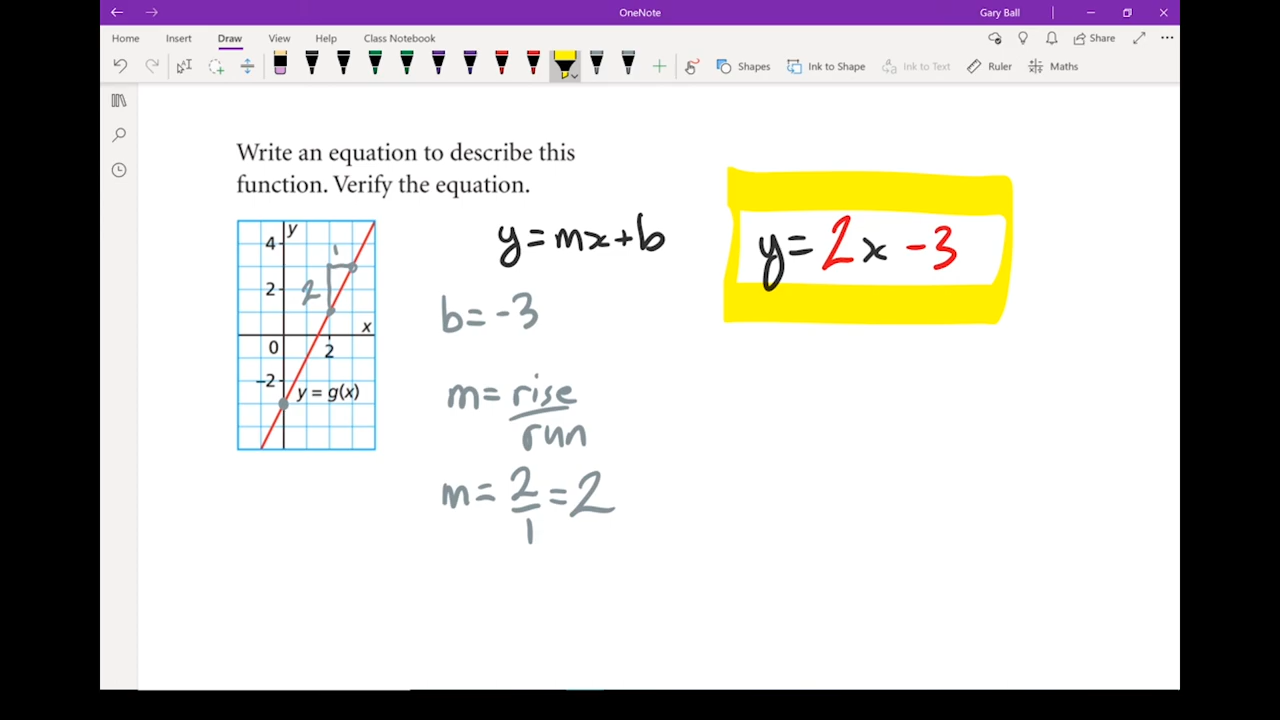 OneNote
Gary Ball
Home Insert Draw View Help Class Notebook
Share
Shapes Ink to Shape Ink to Text Ruler Maths
Write an equation to describe this
function. Verify the equation.
y
4
2
0
-2
2
x
1
2
y = g(x)
y=mx+b
b=-3
m=rise
run
m=2/1=2
y=2x-3